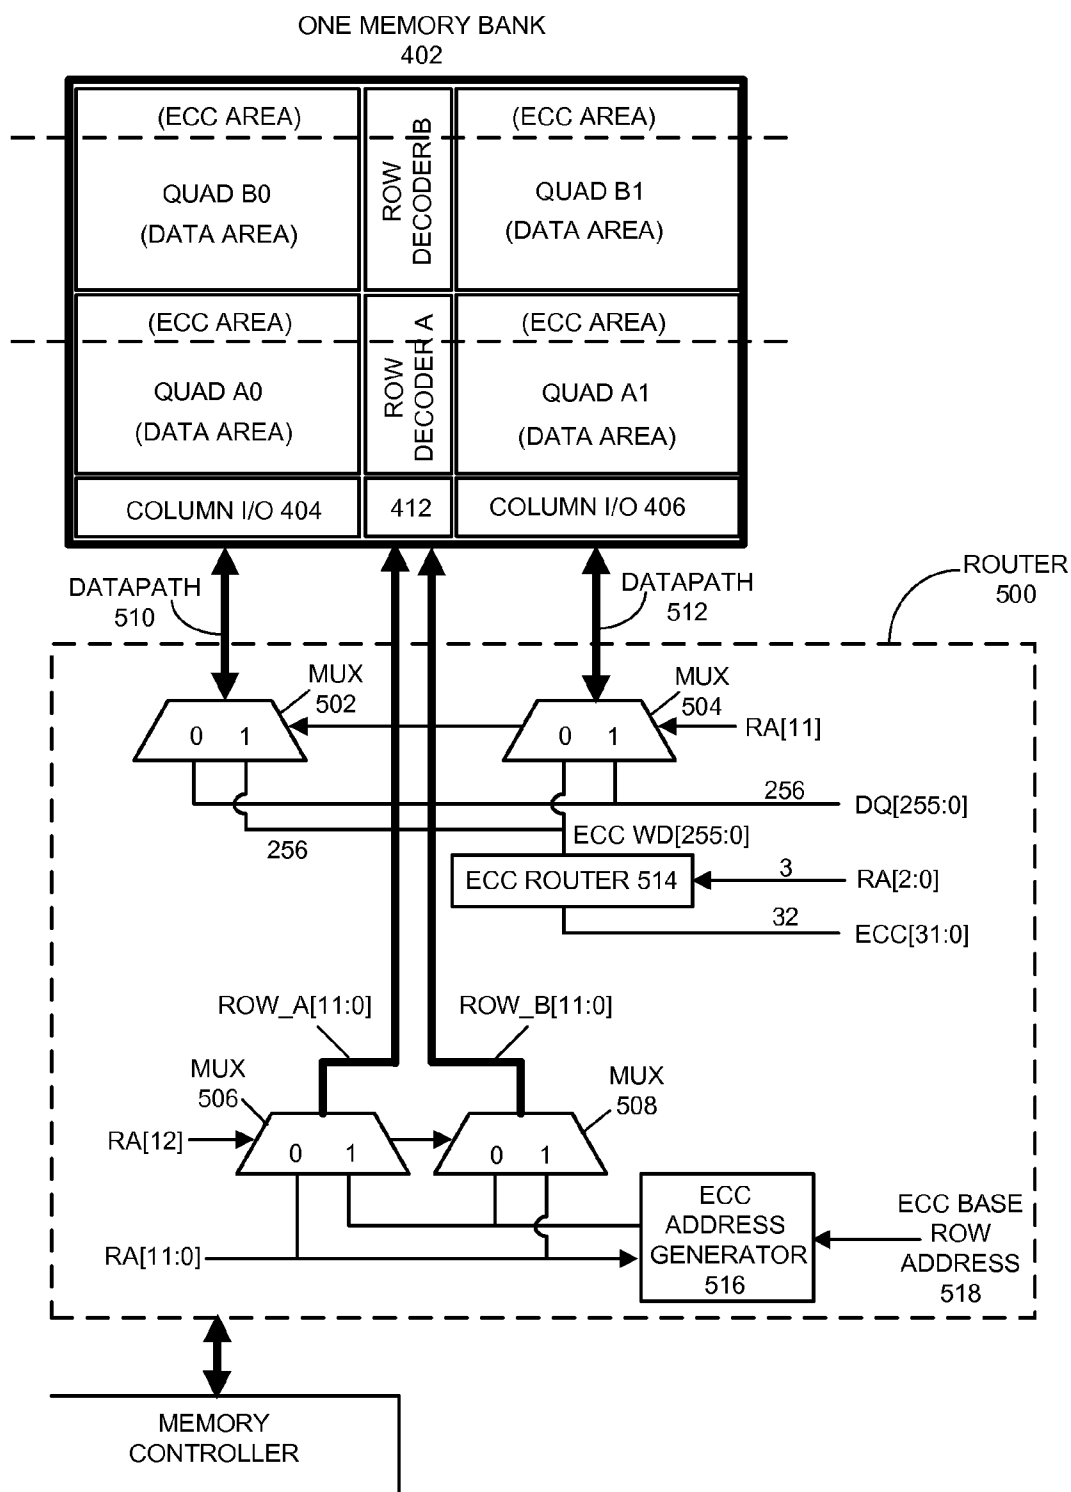 ONE MEMORY BANK
402
(ECC AREA)
(ECC AREA)
QUAD B0
(DATA AREA)
ROW
DECODER B
QUAD B1
(DATA AREA)
(ECC AREA)
(ECC AREA)
QUAD A0
(DATA AREA)
ROW
DECODER A
QUAD A1
(DATA AREA)
COLUMN I/O 404
412
COLUMN I/O 406
DATAPATH
510
DATAPATH
512
ROUTER
500
MUX
502
MUX
504
0 1
0 1
RA[11]
256
DQ[255:0]
256
ECC WD[255:0]
ECC ROUTER 514
3
RA[2:0]
32
ECC[31:0]
ROW_A[11:0]
ROW_B[11:0]
MUX
506
MUX
508
RA[12]
0 1
0 1
RA[11:0]
ECC
ADDRESS
GENERATOR
516
ECC BASE
ROW
ADDRESS
518
MEMORY
CONTROLLER